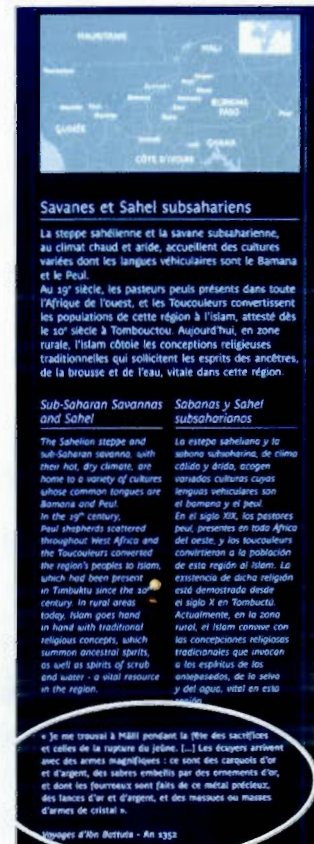 MAURITANIE
MALI
BURKINA
FASO
GUINÉE
GHANA
CÔTE D'IVOIRE
Savanes et Sahel subsahariens
La steppe sahélienne et la savane subsaharienne,
au climat chaud et aride, accueillent des cultures
variées dont les langues véhiculaires sont le Bamana
et le Peul.
Au 19e siècle, les pasteurs peuls présents dans toute
l'Afrique de l'ouest, et les Toucouleurs convertissent
les populations de cette région à l'islam, attesté dès
le 10e siècle à Tombouctou. Aujourd'hui, en zone
rurale, l'islam côtoie les conceptions religieuses
traditionnelles qui sollicitent les esprits des ancêtres,
de la brousse et de l'eau, vitale dans cette région.
Sub-Saharan Savannas
and Sahel
The Sahelian steppe and
sub-Saharan savanna, with
their hot, dry climate, are
home to a variety of cultures
whose common tongues are
Bamana and Peul.
In the 19th century,
Peul shepherds scattered
throughout West Africa and
the Toucouleurs converted
the region's peoples to Islam,
which had been present
in Timbuktu since the 10th
century. In rural areas
today, Islam goes hand
in hand with traditional
religious concepts, which
summon ancestral spirits,
as well as spirits of scrub
and water - a vital resource
in the region.
Sabanas y Sahel
subsaharianos
La estepa saheliana y la
sabana subsahariana, de clima
cálido y árido, acogen
variadas culturas cuyas
lenguas vehiculares son
el bamana y el peul.
En el siglo XIX, los pastores
peul, presentes en toda África
del oeste, y los toucouleurs
convirtieron a la población
de esta región al Islam. La
existencia de dicha religión
está demostrada desde
el siglo X en Tombuctú.
Actualmente, en la zona
rural, el Islam convive con
las concepciones religiosas
tradicionales que invocan
a los espíritus de los
antepasados, de la selva
y del agua, vital en esta
región.
« Je me trouvai à Mâlli pendant la fête des sacrifices
et celles de la rupture du jeûne. [...] Les écuyers arrivent
avec des armes magnifiques : ce sont des carquois d'or
et d'argent, des sabres embellis par des ornements d'or,
et dont les fourreaux sont faits de ce métal précieux,
des lances d'or et d'argent, et des massues ou masses
d'armes de cristal ».
Voyages d'Ibn Battuta - An 1352